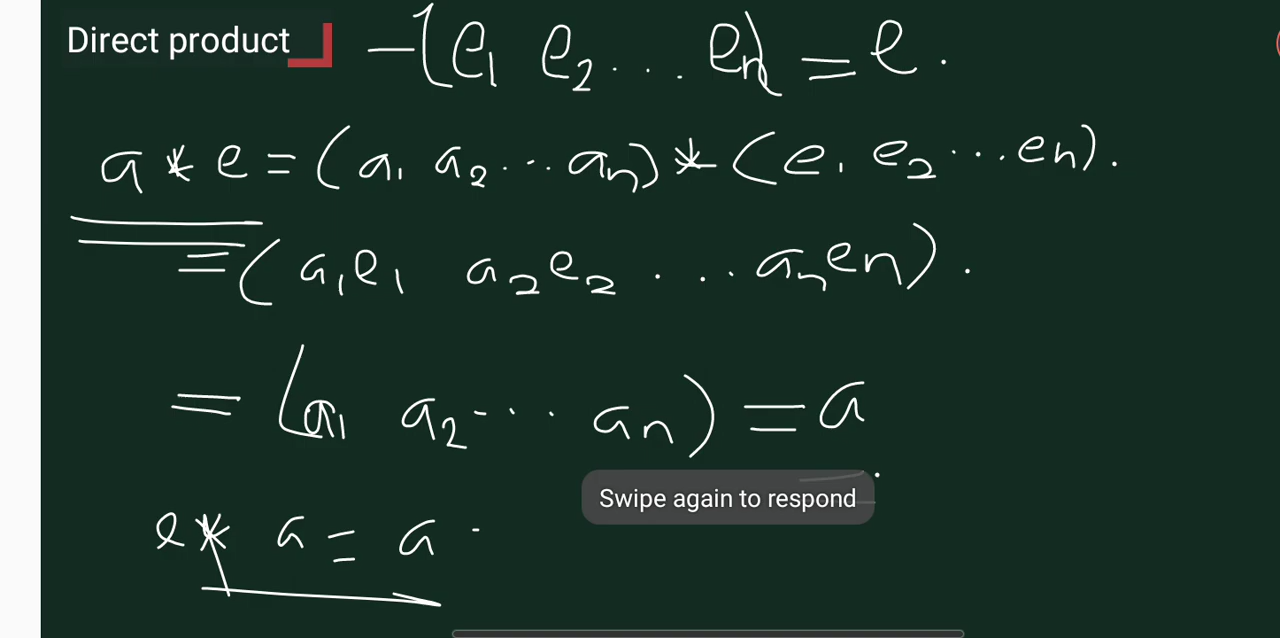 Direct product
-(e₁ e₂ ... eₙ) = e.
a * e = (a₁ a₂ ... aₙ) * (e₁ e₂ ... eₙ).
= (a₁e₁ a₂e₂ ... aₙeₙ).
= (a₁ a₂ ... aₙ) = a
Swipe again to respond
e * a = a